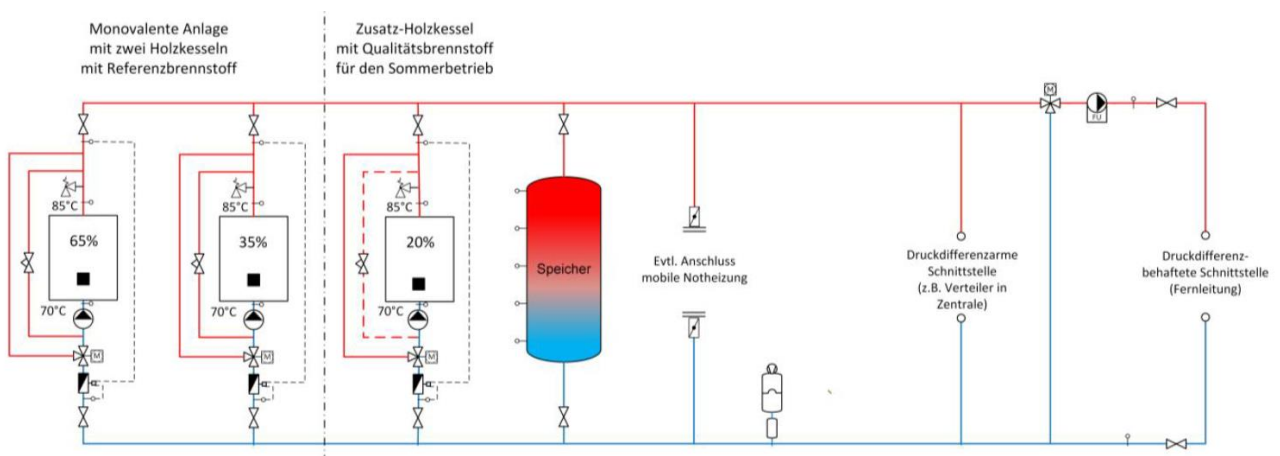 Monovalente Anlage
mit zwei Holzkesseln
mit Referenzbrennstoff
Zusatz-Holzkessel
mit Qualitätsbrennstoff
für den Sommerbetrieb
M
FU
85°C
85°C
85°C
65%
35%
20%
Speicher
Evtl. Anschluss
mobile Notheizung
Druckdifferenzarme
Schnittstelle
(z.B. Verteiler in
Zentrale)
Druckdifferenz-
behaftete Schnittstelle
(Fernleitung)
70°C
70°C
70°C
M
M
M